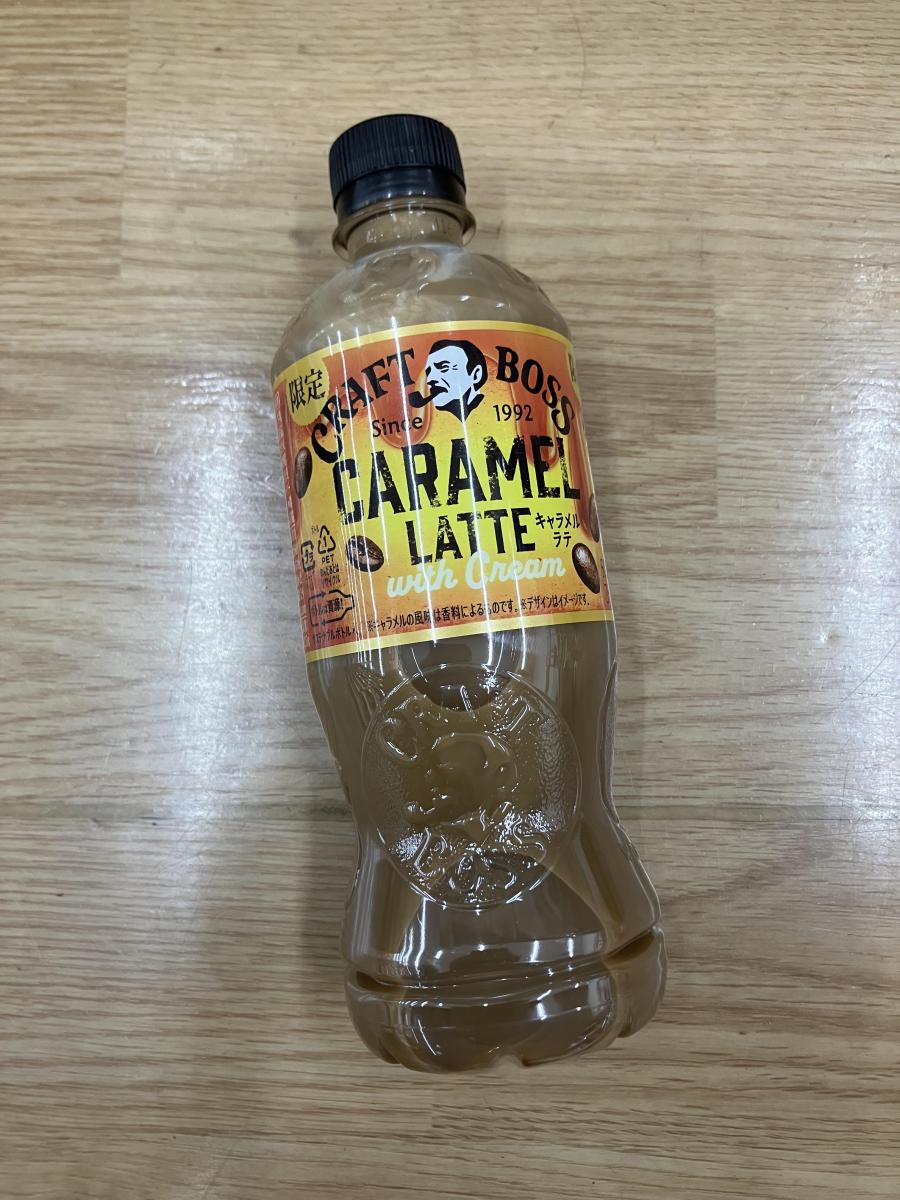 限定
CRAFT BOSS
Since 1992
CARAMEL
LATTE
キャラメル
ラテ
with Cream
PET
※キャラメルの風味は香料によるものです。※デザインはイメージです。
CRAFT
BOSS